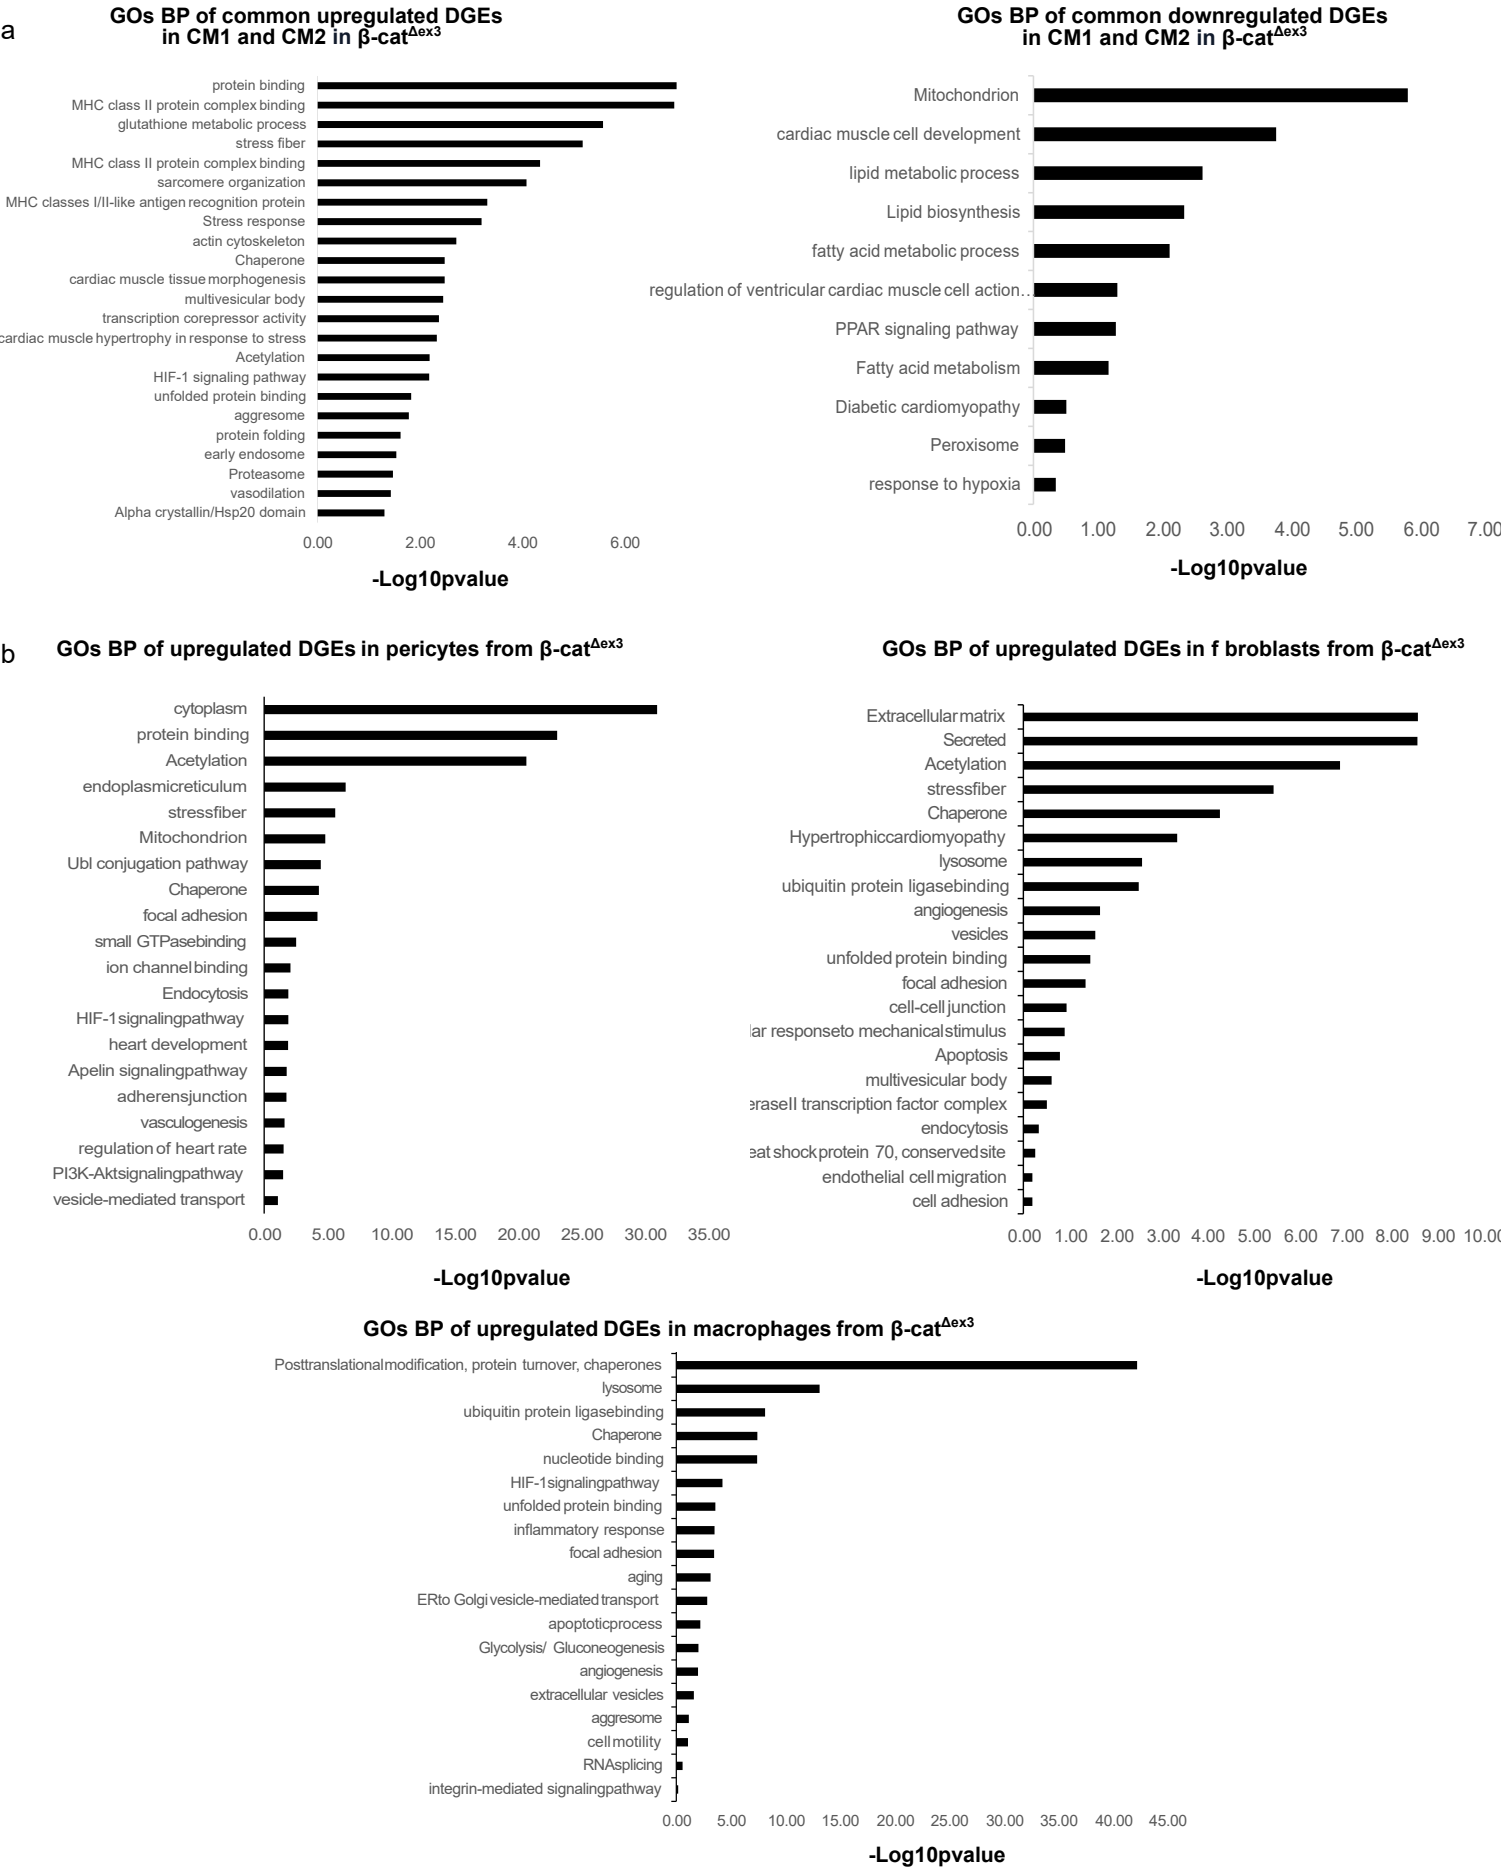 a
GOs BP of common upregulated DGEs
in CM1 and CM2 in β-catΔex3
protein binding
MHC class II protein complex binding
glutathione metabolic process
stress fiber
MHC class II protein complex binding
sarcomere organization
MHC classes I/II-like antigen recognition protein
Stress response
actin cytoskeleton
Chaperone
cardiac muscle tissue morphogenesis
multivesicular body
transcription corepressor activity
cardiac muscle hypertrophy in response to stress
Acetylation
HIF-1 signaling pathway
unfolded protein binding
aggresome
protein folding
early endosome
Proteasome
vasodilation
Alpha crystallin/Hsp20 domain
0.00 2.00 4.00 6.00
-Log10pvalue
GOs BP of common downregulated DGEs
in CM1 and CM2 in β-catΔex3
Mitochondrion
cardiac muscle cell development
lipid metabolic process
Lipid biosynthesis
fatty acid metabolic process
regulation of ventricular cardiac muscle cell action…
PPAR signaling pathway
Fatty acid metabolism
Diabetic cardiomyopathy
Peroxisome
response to hypoxia
0.00 1.00 2.00 3.00 4.00 5.00 6.00 7.00
-Log10pvalue
b
GOs BP of upregulated DGEs in pericytes from β-catΔex3
cytoplasm
protein binding
Acetylation
endoplasmicreticulum
stressfiber
Mitochondrion
Ubl conjugation pathway
Chaperone
focal adhesion
small GTPasebinding
ion channel binding
Endocytosis
HIF-1signalingpathway
heart development
Apelin signalingpathway
adherensjunction
vasculogenesis
regulation of heart rate
PI3K-Aktsignalingpathway
vesicle-mediated transport
0.00 5.00 10.00 15.00 20.00 25.00 30.00 35.00
-Log10pvalue
GOs BP of upregulated DGEs in f broblasts from β-catΔex3
Extracellular matrix
Secreted
Acetylation
stressfiber
Chaperone
Hypertrophiccardiomyopathy
lysosome
ubiquitin protein ligasebinding
angiogenesis
vesicles
unfolded protein binding
focal adhesion
cell-cell junction
lar responseto mechanicalstimulus
Apoptosis
multivesicular body
eraseII transcription factor complex
endocytosis
eat shockprotein 70, conservedsite
endothelial cell migration
cell adhesion
0.00 1.00 2.00 3.00 4.00 5.00 6.00 7.00 8.00 9.00 10.00
-Log10pvalue
GOs BP of upregulated DGEs in macrophages from β-catΔex3
Posttranslationalmodification, protein turnover, chaperones
lysosome
ubiquitin protein ligasebinding
Chaperone
nucleotide binding
HIF-1signalingpathway
unfolded protein binding
inflammatory response
focal adhesion
aging
ERto Golgi vesicle-mediated transport
apoptoticprocess
Glycolysis/ Gluconeogenesis
angiogenesis
extracellular vesicles
aggresome
cell motility
RNAsplicing
integrin-mediated signalingpathway
0.00 5.00 10.00 15.00 20.00 25.00 30.00 35.00 40.00 45.00
-Log10pvalue